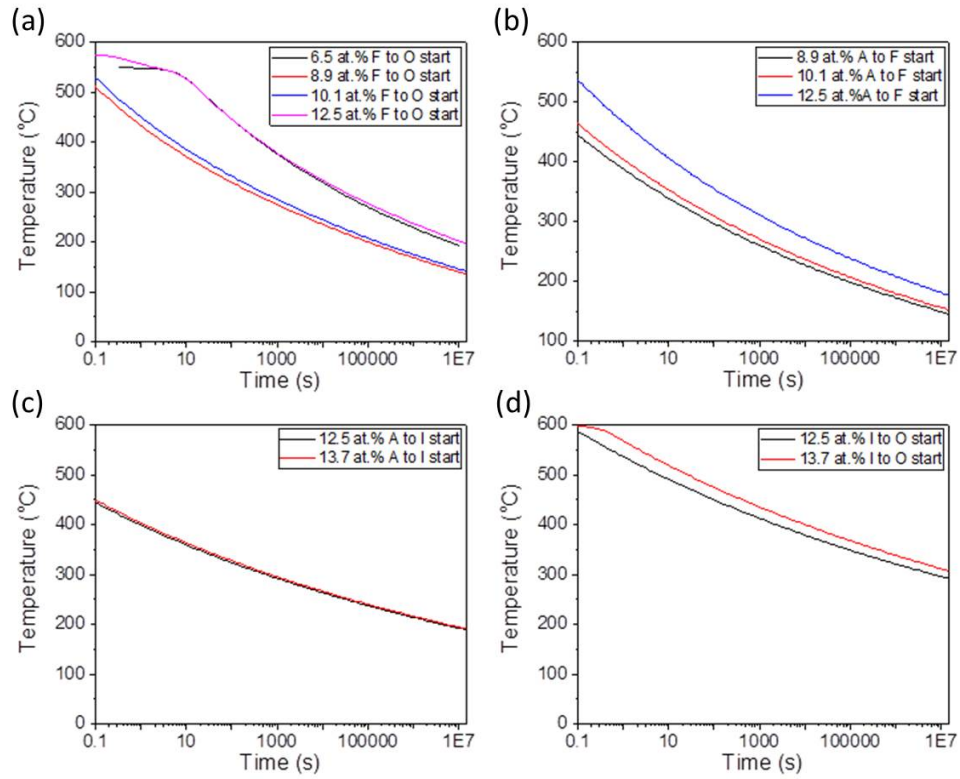 (a)
600
500
400
300
200
100
0
Temperature (°C)
6.5 at.% F to O start
8.9 at.% F to O start
10.1 at.% F to O start
12.5 at.% F to O start
0.1
10
1000
100000
1E7
Time (s)
(b)
600
500
400
300
200
100
Temperature (°C)
8.9 at.% A to F start
10.1 at.% A to F start
12.5 at.%A to F start
0.1
10
1000
100000
1E7
Time (s)
(c)
600
500
400
300
200
100
0
Temperature (°C)
12.5 at.% A to I start
13.7 at.% A to I start
0.1
10
1000
100000
1E7
Time (s)
(d)
600
500
400
300
200
100
0
Temperature (°C)
12.5 at.% I to O start
13.7 at.% I to O start
0.1
10
1000
100000
1E7
Time (s)